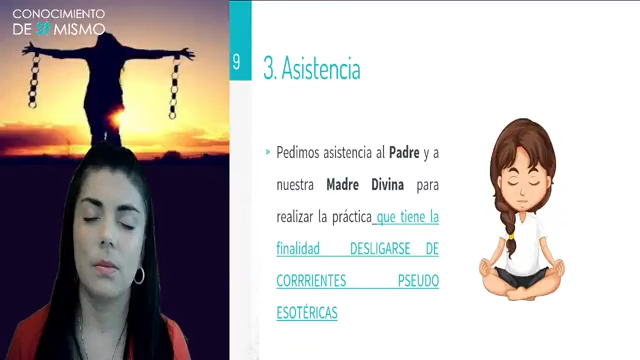 CONOCIMIENTO
DE SÍ MISMO
9
3. Asistencia
Pedimos asistencia al Padre y a
nuestra Madre Divina para
realizar la práctica que tiene la
finalidad DESLIGARSE DE
CORRRIENTES PSEUDO
ESOTÉRICAS